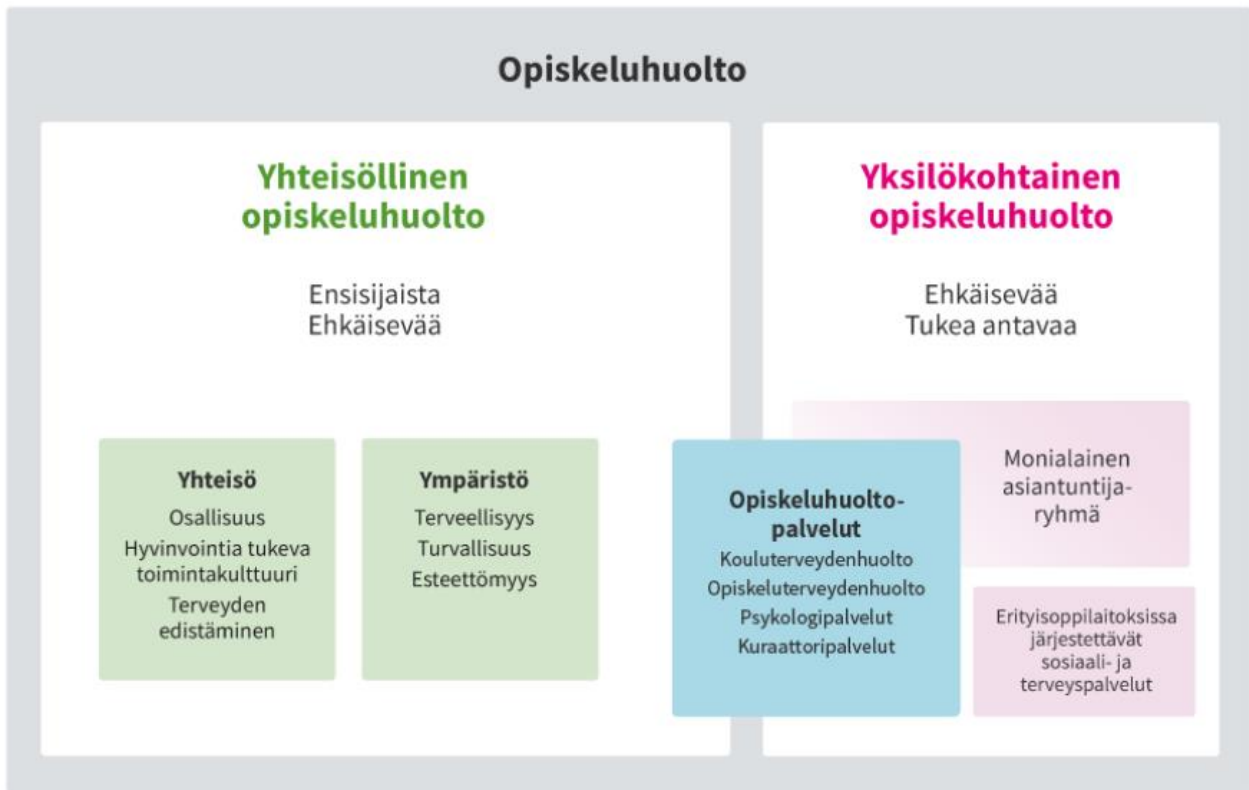 Opiskeluhuolto
Yhteisöllinen
opiskeluhuolto
Ensisijaista
Ehkäisevää
Yhteisö
Osallisuus
Hyvinvointia tukeva
toimintakulttuuri
Terveyden
edistäminen
Ympäristö
Terveellisyys
Turvallisuus
Esteettömyys
Opiskeluhuolto-
palvelut
Kouluterveydenhuolto
Opiskeluterveydenhuolto
Psykologipalvelut
Kuraattoripalvelut
Yksilökohtainen
opiskeluhuolto
Ehkäisevää
Tukea antavaa
Monialainen
asiantuntija-
ryhmä
Erityisoppilaitoksissa
järjestettävät
sosiaali- ja
terveyspalvelut